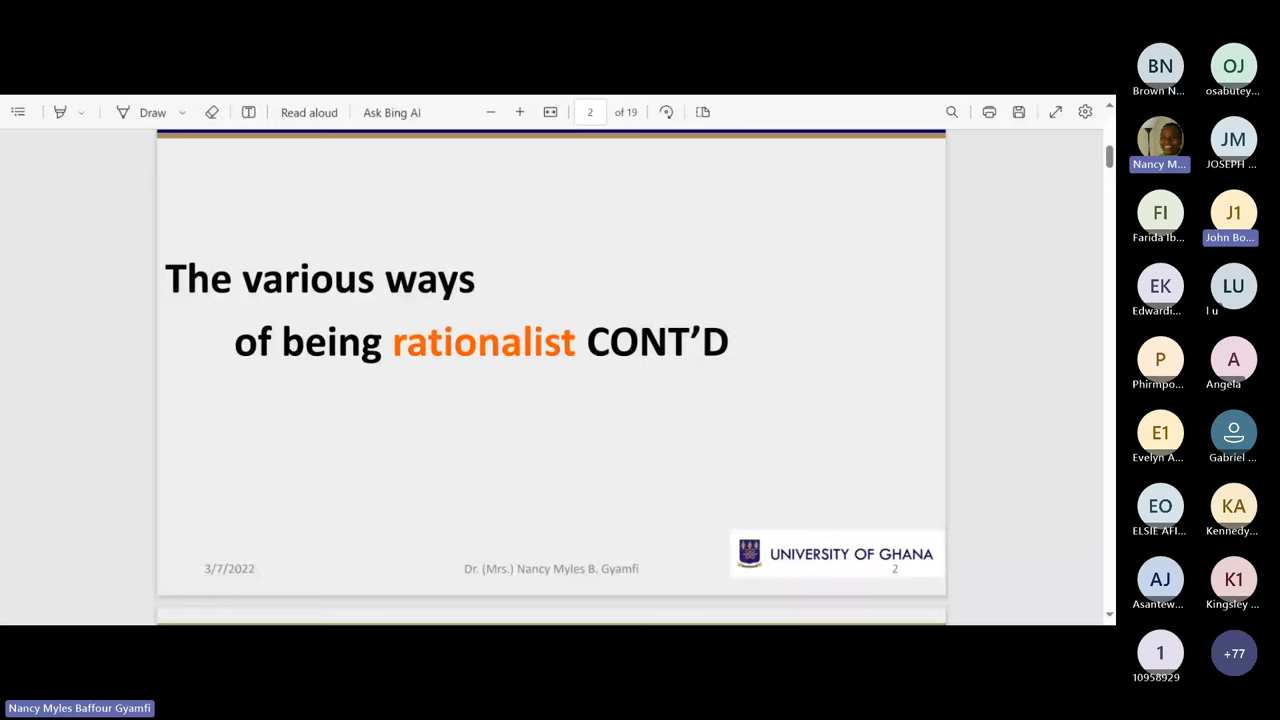 Draw
Read aloud
Ask Bing AI
2
of 19
The various ways
of being rationalist CONT'D
3/7/2022
Dr. (Mrs.) Nancy Myles B. Gyamfi
UNIVERSITY OF GHANA
2
BN
Brown N...
OJ
osabutey...
Nancy M...
JM
JOSEPH ...
FI
Farida Ib...
J1
John Bo...
EK
Edwardi...
LU
l u
P
Phirmpo...
A
Angela
E1
Evelyn A...
Gabriel ...
EO
ELSIE AFI...
KA
Kennedy...
AJ
Asantew...
K1
Kingsley ...
1
10958929
+77
Nancy Myles Baffour Gyamfi